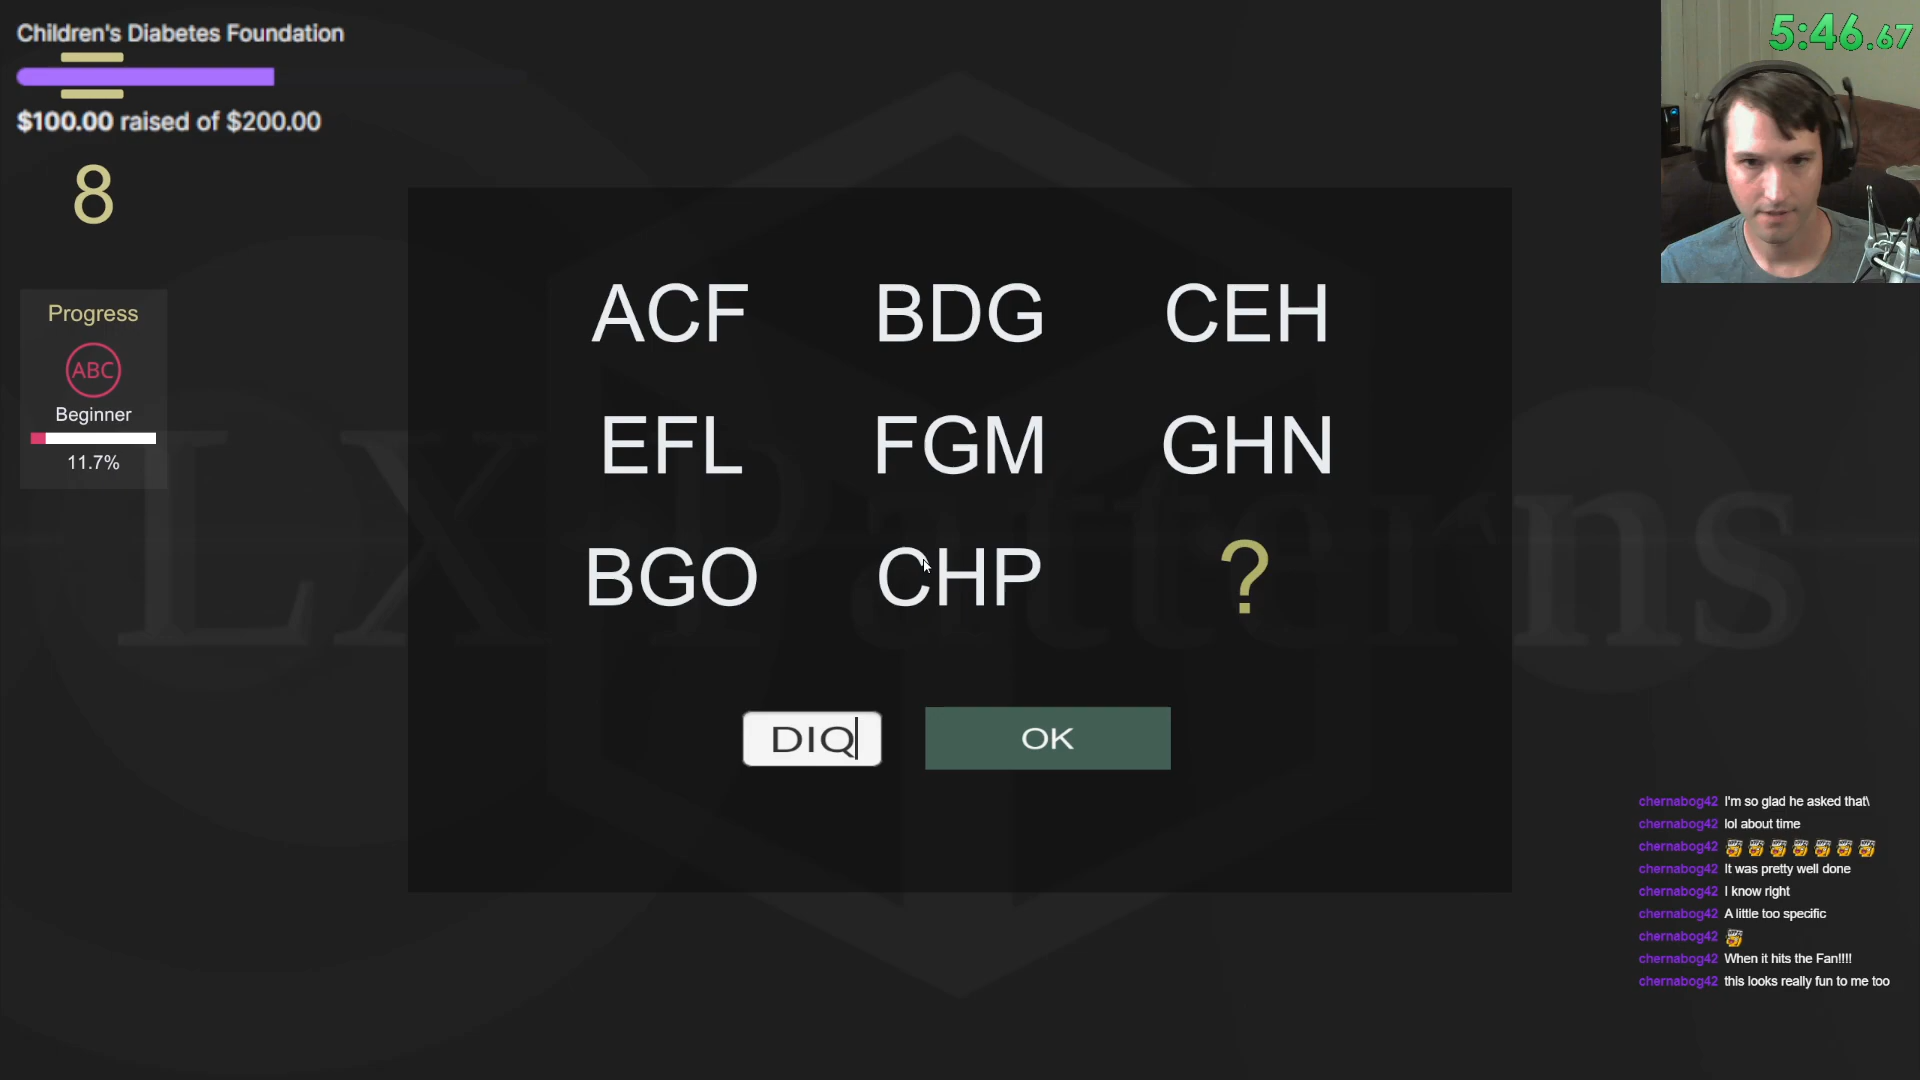 Children's Diabetes Foundation
$100.00 raised of $200.00
5:46.67
8
Progress
ABC
Beginner
11.7%
ACF BDG CEH
EFL FGM GHN
BGO CHP ?
LX Patterns
DIQ
OK
chernabog42 I'm so glad he asked that\
chernabog42 lol about time
chernabog42
chernabog42 It was pretty well done
chernabog42 I know right
chernabog42 A little too specific
chernabog42
chernabog42 When it hits the Fan!!!!
chernabog42 this looks really fun to me too